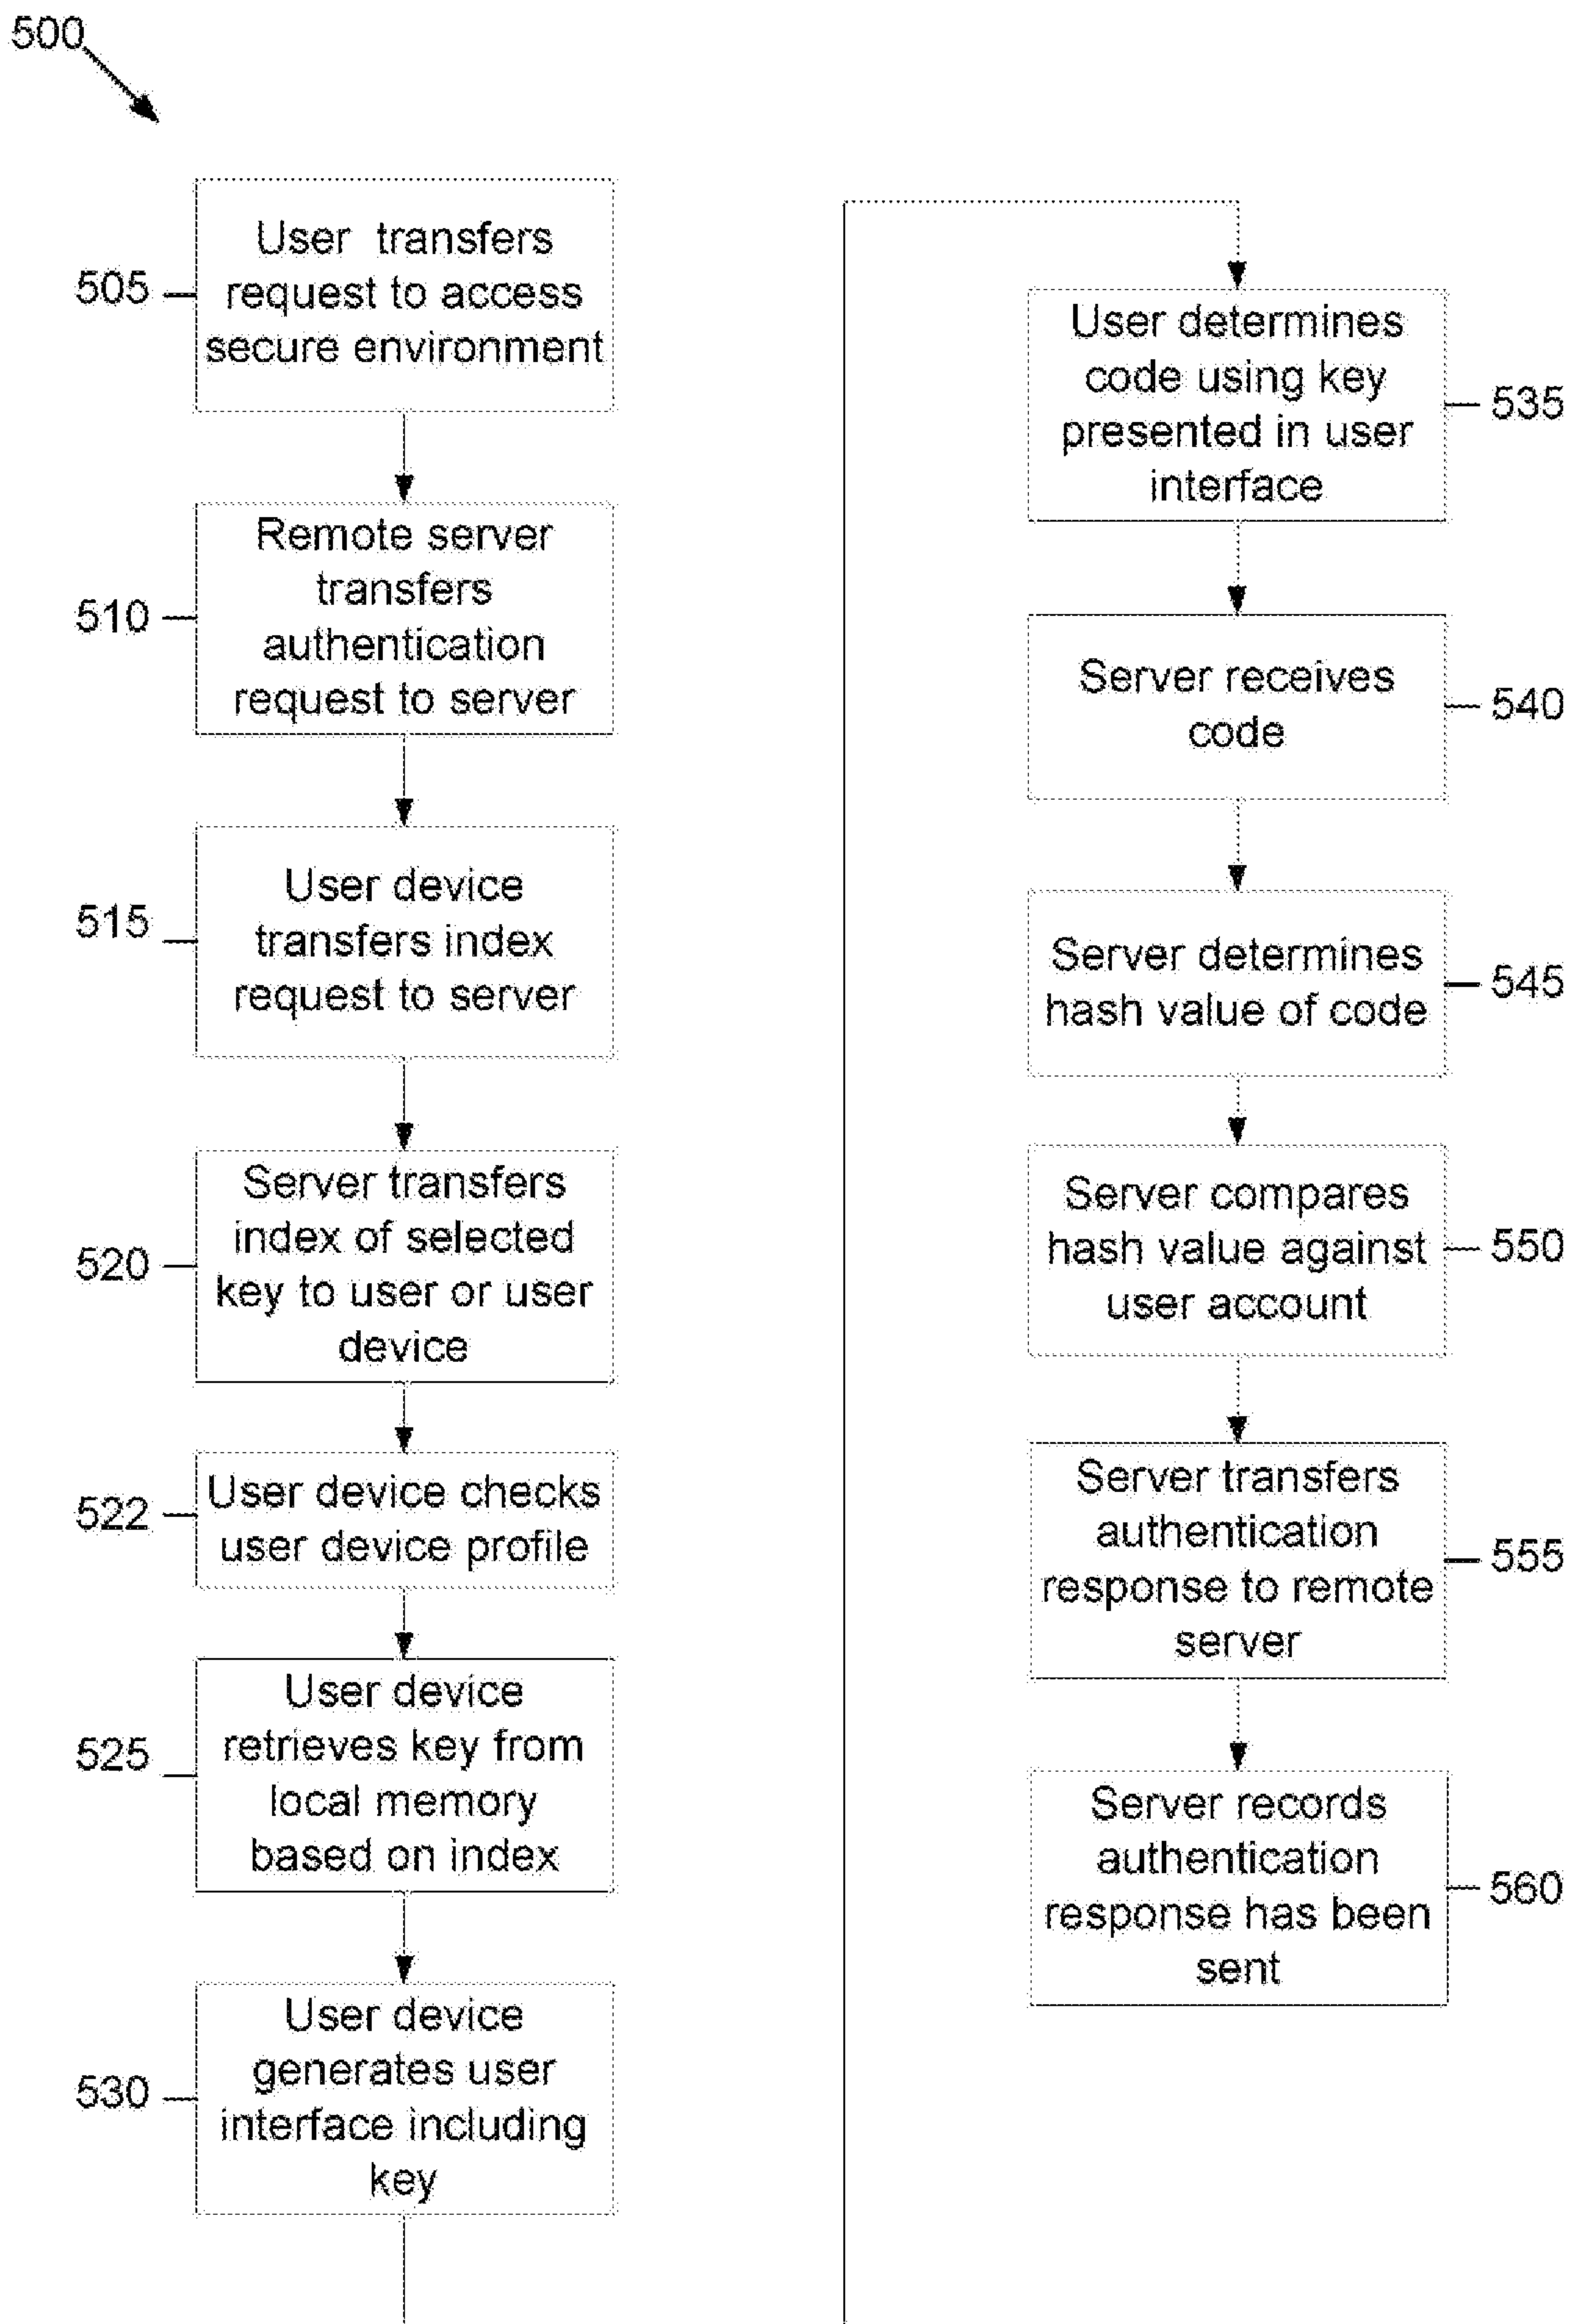 500
505
User transfers
request to access
secure environment
510
Remote server
transfers
authentication
request to server
515
User device
transfers index
request to server
520
Server transfers
index of selected
key to user or user
device
522
User device checks
user device profile
525
User device
retrieves key from
local memory
based on index
530
User device
generates user
interface including
key
User determines
code using key
presented in user
interface
535
Server receives
code
540
Server determines
hash value of code
545
Server compares
hash value against
user account
550
Server transfers
authentication
response to remote
server
555
Server records
authentication
response has been
sent
560